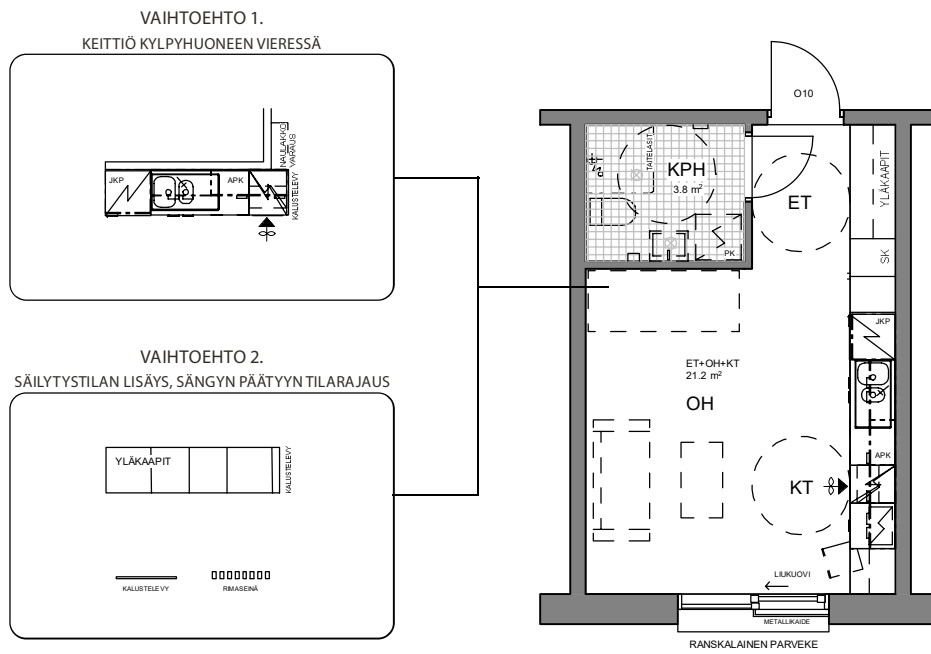 VAIHTOEHTO 1.
KEITTIÖ KYLPYHUONEEN VIERESSÄ
NAULAKKO
VARAUS
JKP
APK
KALUSTELEVY
VAIHTOEHTO 2.
SÄILYTYSTILAN LISÄYS, SÄNGYN PÄÄTYYN TILARAJAUS
YLÄKAAPIT
KALUSTELEVY
KALUSTELEVY
RIMASEINÄ
O10
TAITELASIT
KPH
3.8 m²
PK
ET
YLÄKAAPIT
SK
JKP
ET+OH+KT
21.2 m²
OH
APK
KT
LIUKUOVI
METALLIKAIDE
RANSKALAINEN PARVEKE